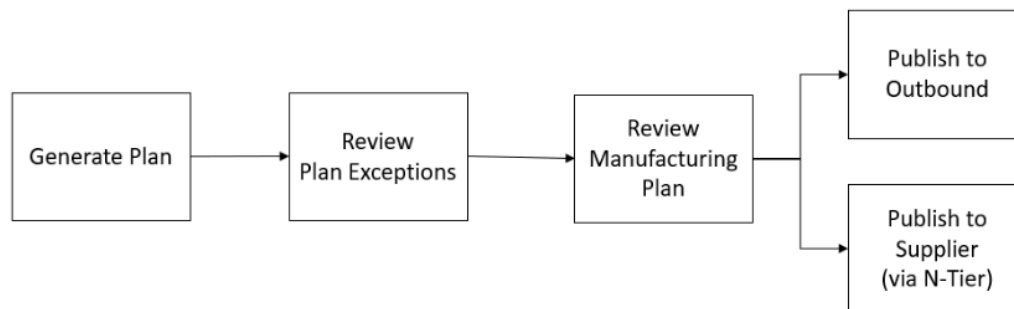 Generate Plan
Review
Plan Exceptions
Review
Manufacturing
Plan
Publish to
Outbound
Publish to
Supplier
(via N-Tier)